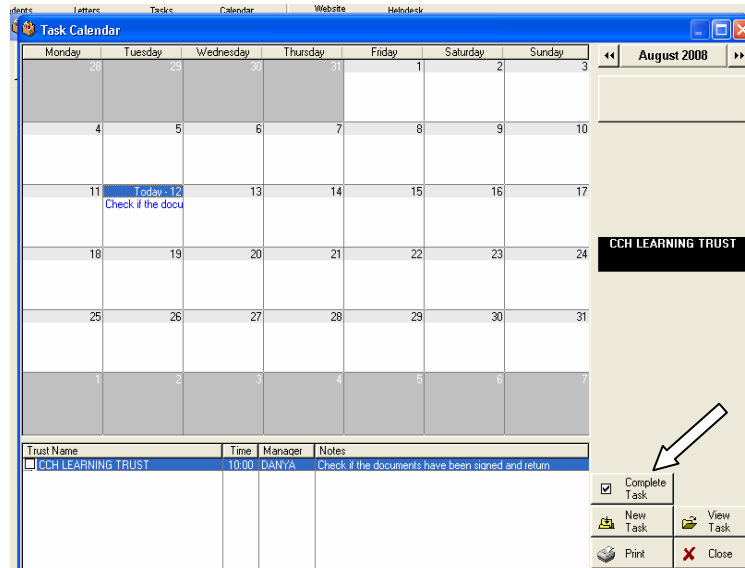 dents Letters Tasks Calendar Website Helpdesk
Task Calendar
Monday Tuesday Wednesday Thursday Friday Saturday Sunday
August 2008
28 29 30 31 1 2 3
4 5 6 7 8 9 10
11 Today - 12 13 14 15 16 17
Check if the docu
CCH LEARNING TRUST
18 19 20 21 22 23 24
25 26 27 28 29 30 31
1 2 3 4 5 6 7
Trust Name Time Manager Notes
CCH LEARNING TRUST 10:00 DANYA Check if the documents have been signed and return
Complete
Task
New
Task
View
Task
Print
Close